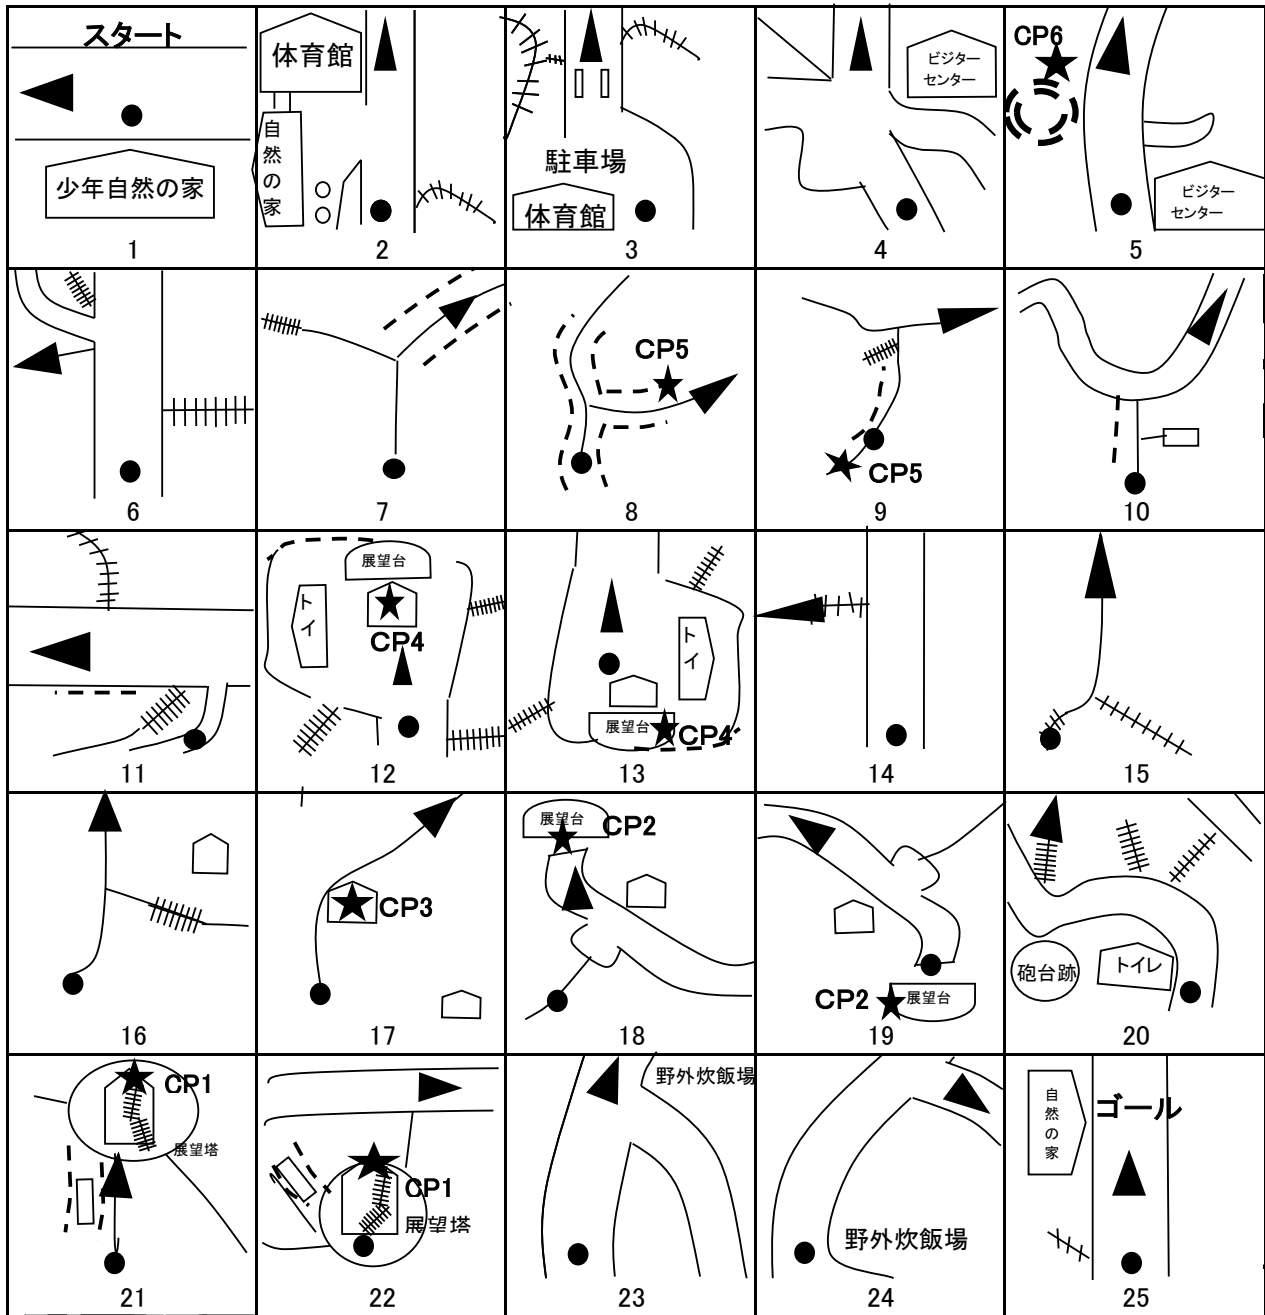 スタート
少年自然の家
1
体育館
自然の家
2
駐車場
体育館
3
ビジター
センター
4
CP6
ビジター
センター
5
6
7
CP5
8
CP5
9
10
11
展望台
トイ
CP4
12
トイ
展望台
CP4
13
14
15
16
CP3
17
展望台
CP2
18
CP2
展望台
19
砲台跡
トイレ
20
CP1
展望塔
21
CP1
展望塔
22
野外炊飯場
23
野外炊飯場
24
自然の家
ゴール
25